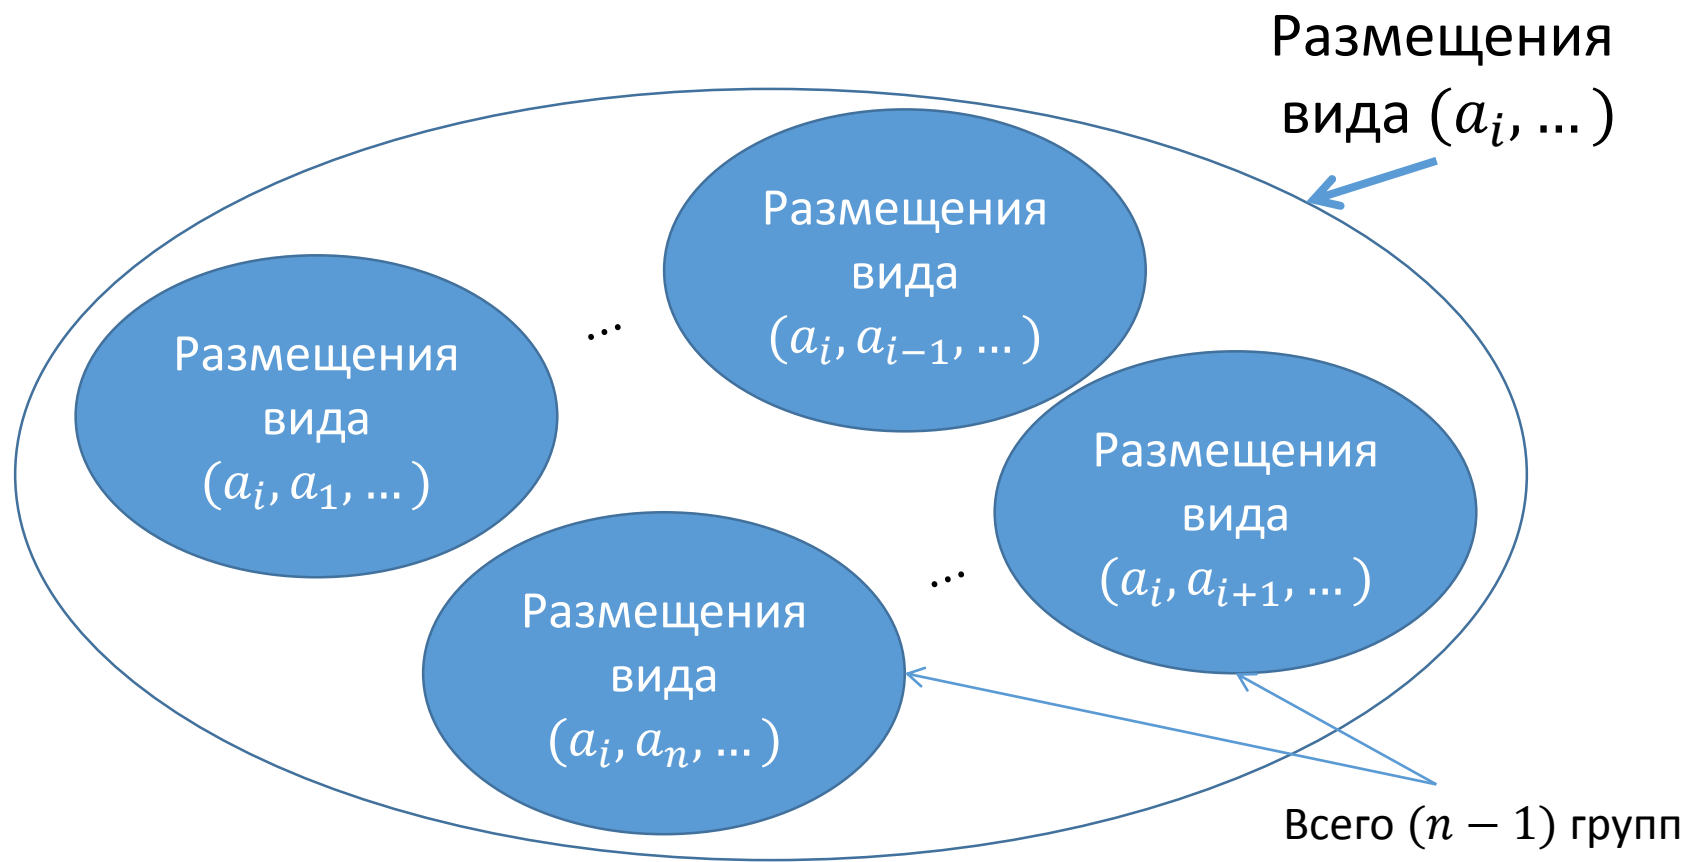 Размещения
вида (aᵢ, … )
Размещения
вида
(aᵢ, aᵢ₋₁, … )
…
Размещения
вида
(aᵢ, a₁, … )
Размещения
вида
(aᵢ, aᵢ₊₁, … )
…
Размещения
вида
(aᵢ, aₙ, … )
Всего (n − 1) групп